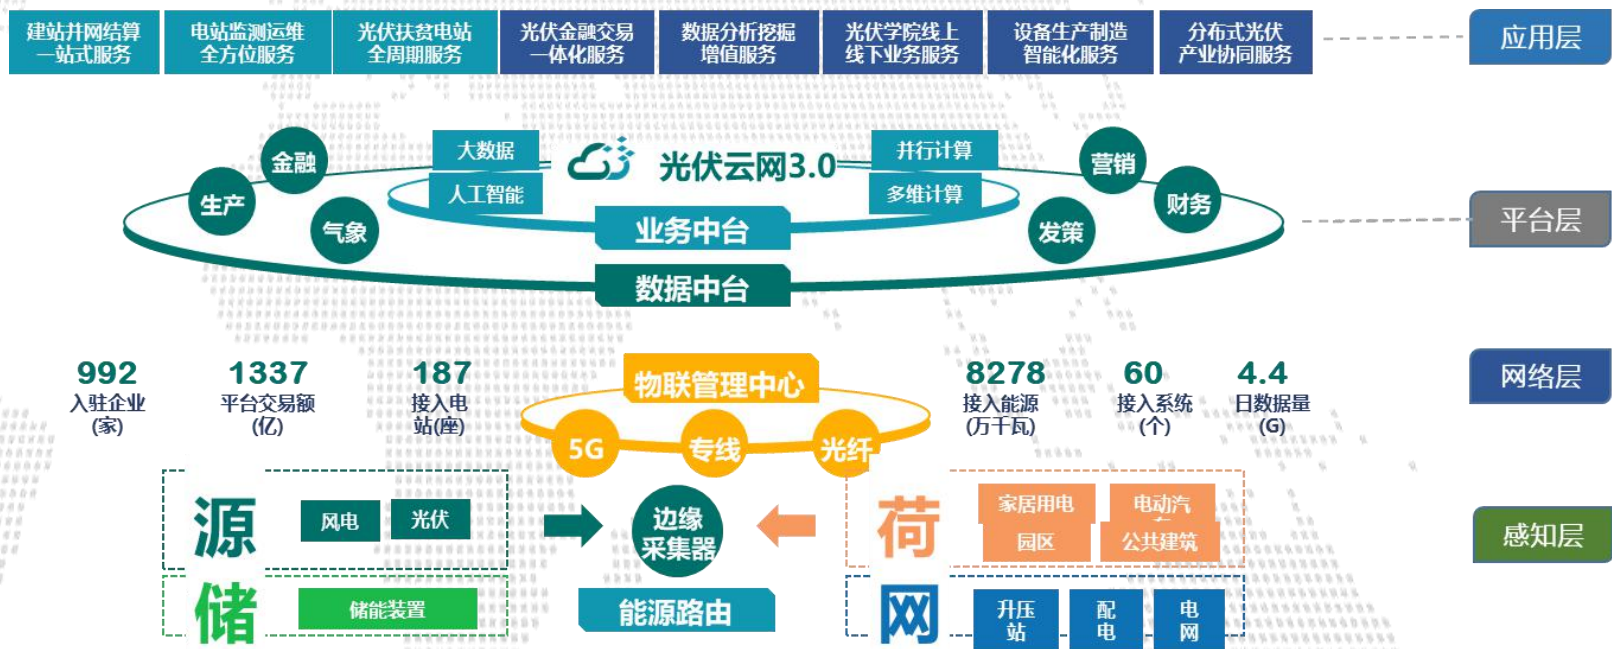 建站并网结算
一站式服务
电站监测运维
全方位服务
光伏扶贫电站
全周期服务
光伏金融交易
一体化服务
数据分析挖掘
增值服务
光伏学院线上
线下业务服务
设备生产制造
智能化服务
分布式光伏
产业协同服务
应用层
金融
生产
气象
大数据
人工智能
光伏云网3.0
并行计算
多维计算
营销
财务
发策
业务中台
数据中台
平台层
992
入驻企业
(家)
1337
平台交易额
(亿)
187
接入电
站(座)
物联管理中心
5G
专线
光纤
8278
接入能源
(万千瓦)
60
接入系统
(个)
4.4
日数据量
(G)
网络层
源
风电
光伏
储
储能装置
边缘
采集器
能源路由
荷
家居用电
电动汽
园区
公共建筑
网
升压
站
配
电
电
网
感知层